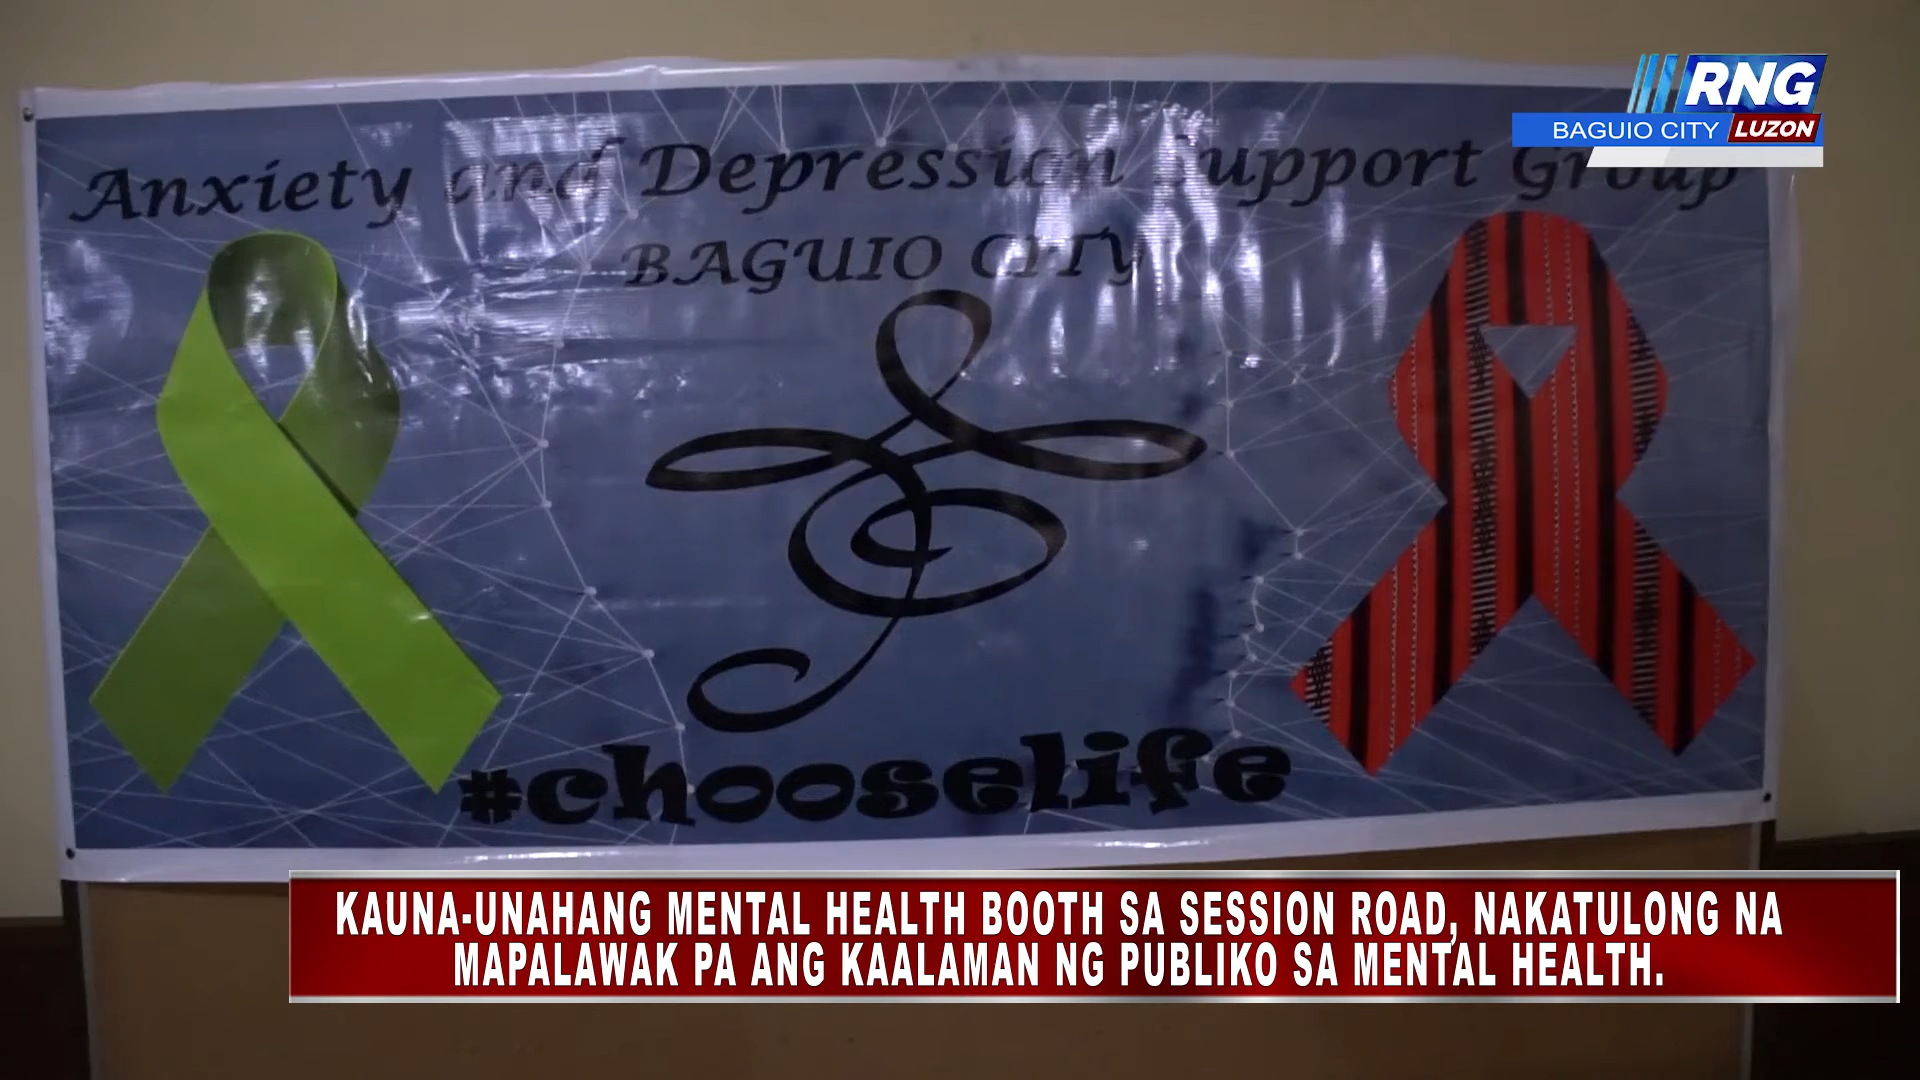 RNG
BAGUIO CITY LUZON
Anxiety and Depression Support Group
BAGUIO CITY
#chooselife
KAUNA-UNAHANG MENTAL HEALTH BOOTH SA SESSION ROAD, NAKATULONG NA
MAPALAWAK PA ANG KAALAMAN NG PUBLIKO SA MENTAL HEALTH.